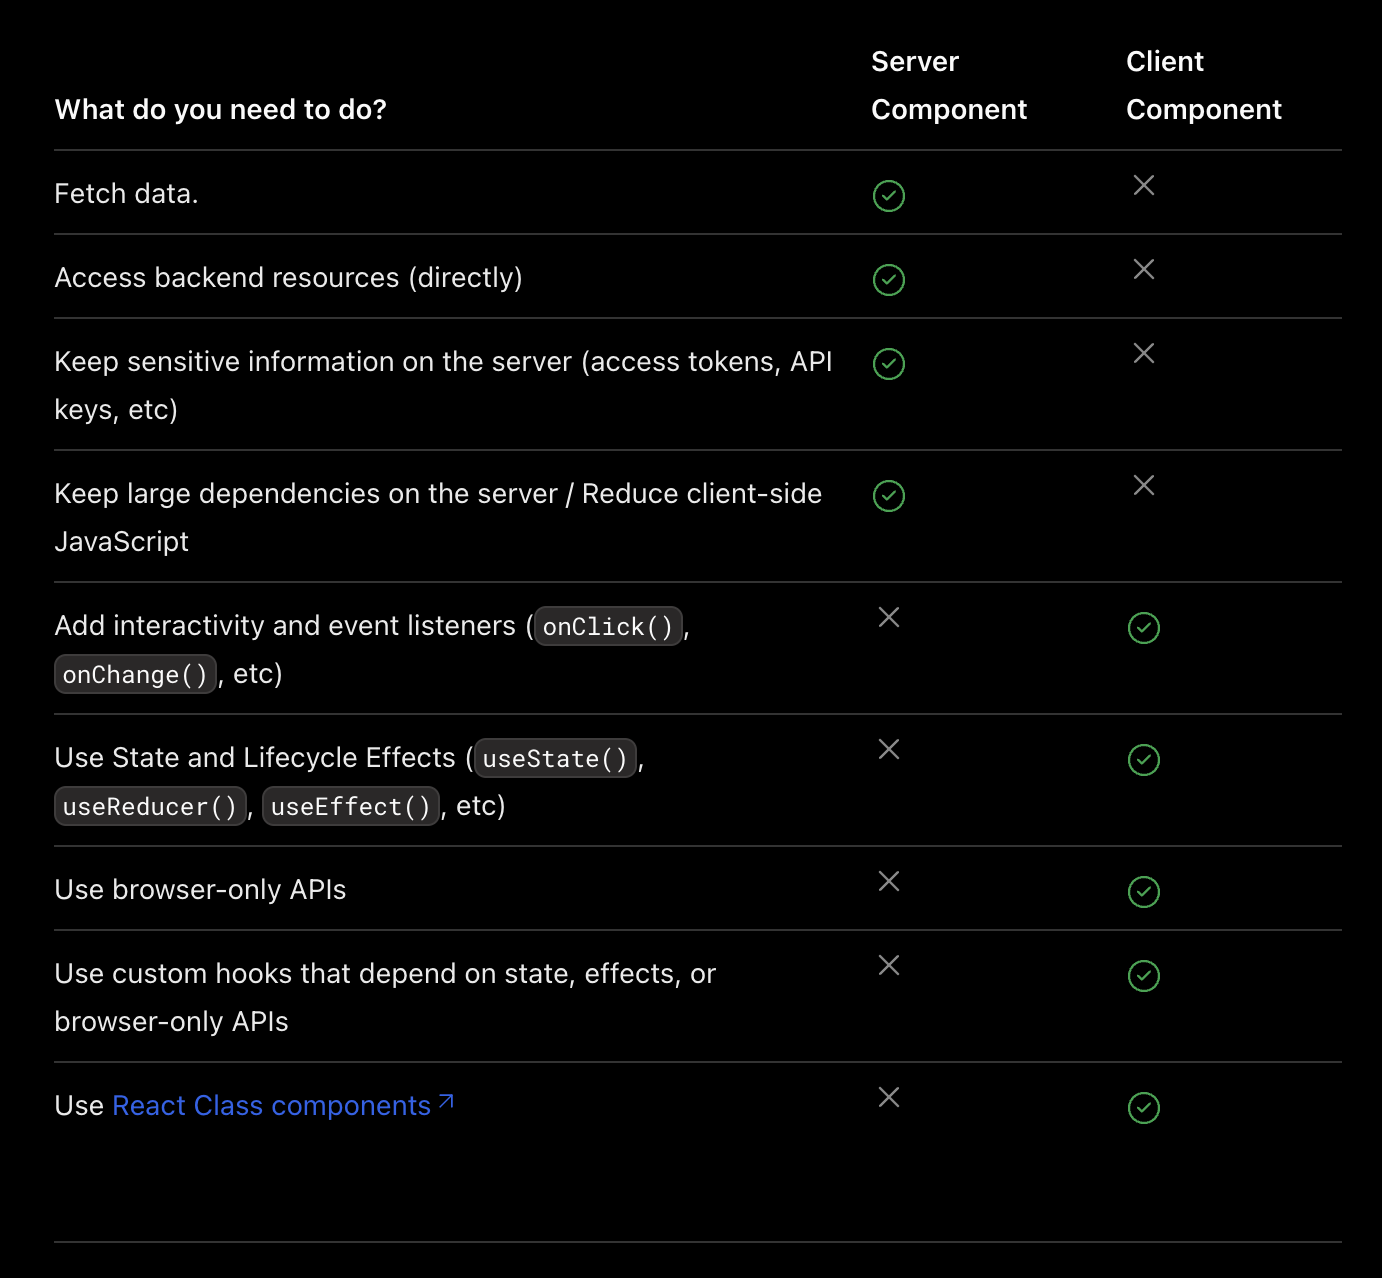 What do you need to do?
Server Component
Client Component
Fetch data.
Access backend resources (directly)
Keep sensitive information on the server (access tokens, API
keys, etc)
Keep large dependencies on the server / Reduce client-side
JavaScript
Add interactivity and event listeners (onClick(),
onChange(), etc)
Use State and Lifecycle Effects (useState(),
useReducer(), useEffect(), etc)
Use browser-only APIs
Use custom hooks that depend on state, effects, or
browser-only APIs
Use React Class components